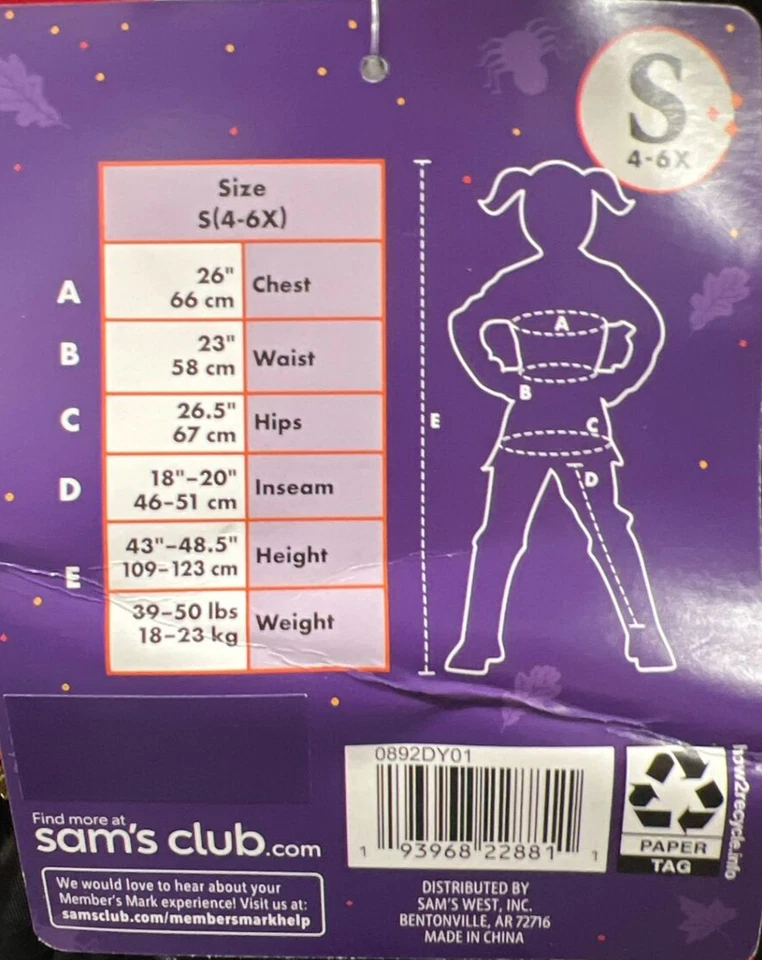 S
4-6X
Size
S(4-6X)
A
26"
66 cm
Chest
B
23"
58 cm
Waist
C
26.5"
67 cm
Hips
D
18"–20"
46–51 cm
Inseam
E
43"–48.5"
109–123 cm
Height
39–50 lbs
18–23 kg
Weight
A
B
C
D
E
Find more at
sam's club.com
We would love to hear about your
Member's Mark experience! Visit us at:
samsclub.com/membersmarkhelp
0892DY01
1 93968 22881 1
DISTRIBUTED BY
SAM'S WEST, INC.
BENTONVILLE, AR 72716
MADE IN CHINA
PAPER
TAG
how2recycle.info